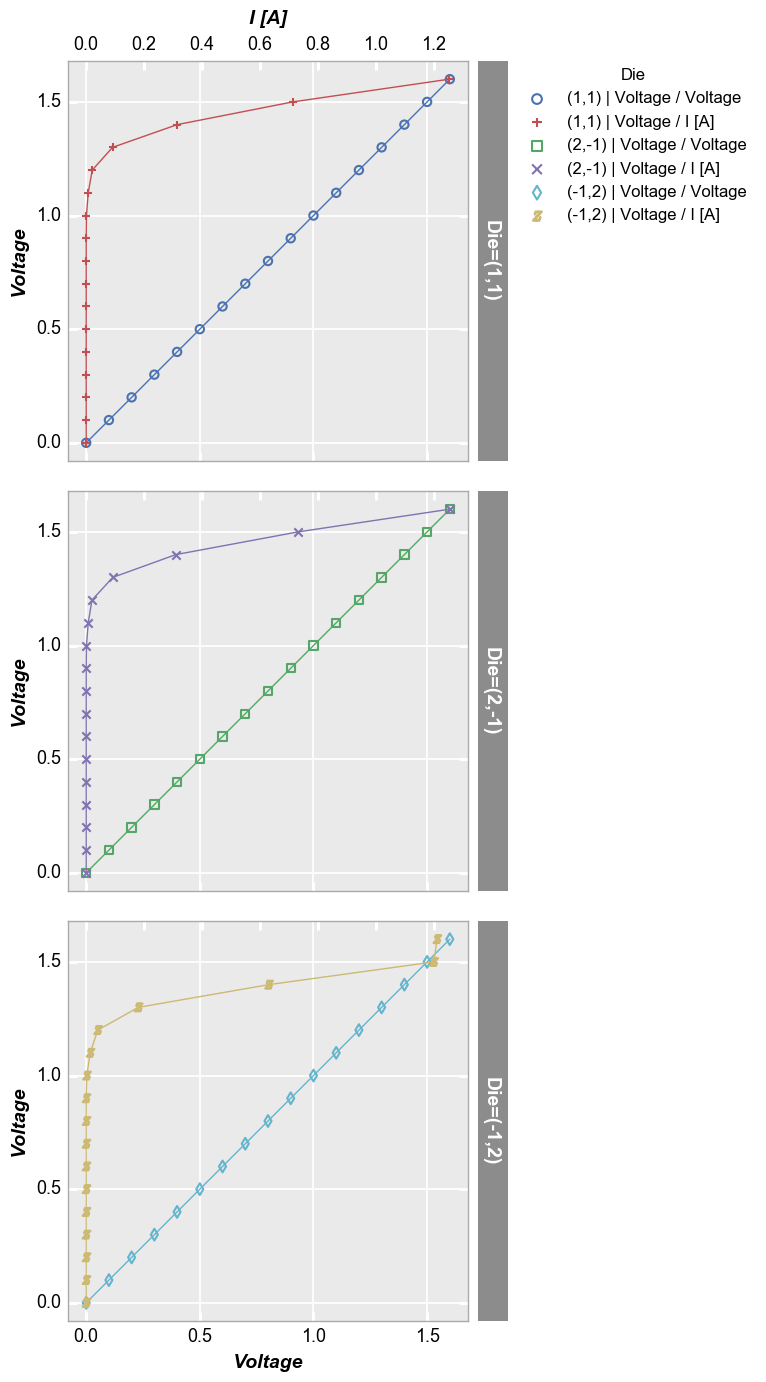 I [A]
0.0 0.2 0.4 0.6 0.8 1.0 1.2
Die
(1,1) | Voltage / Voltage
(1,1) | Voltage / I [A]
(2,-1) | Voltage / Voltage
(2,-1) | Voltage / I [A]
(-1,2) | Voltage / Voltage
(-1,2) | Voltage / I [A]
1.5
1.0
0.5
0.0
Voltage
Die=(1,1)
1.5
1.0
0.5
0.0
Voltage
Die=(2,-1)
1.5
1.0
0.5
0.0
Voltage
Die=(-1,2)
0.0 0.5 1.0 1.5
Voltage